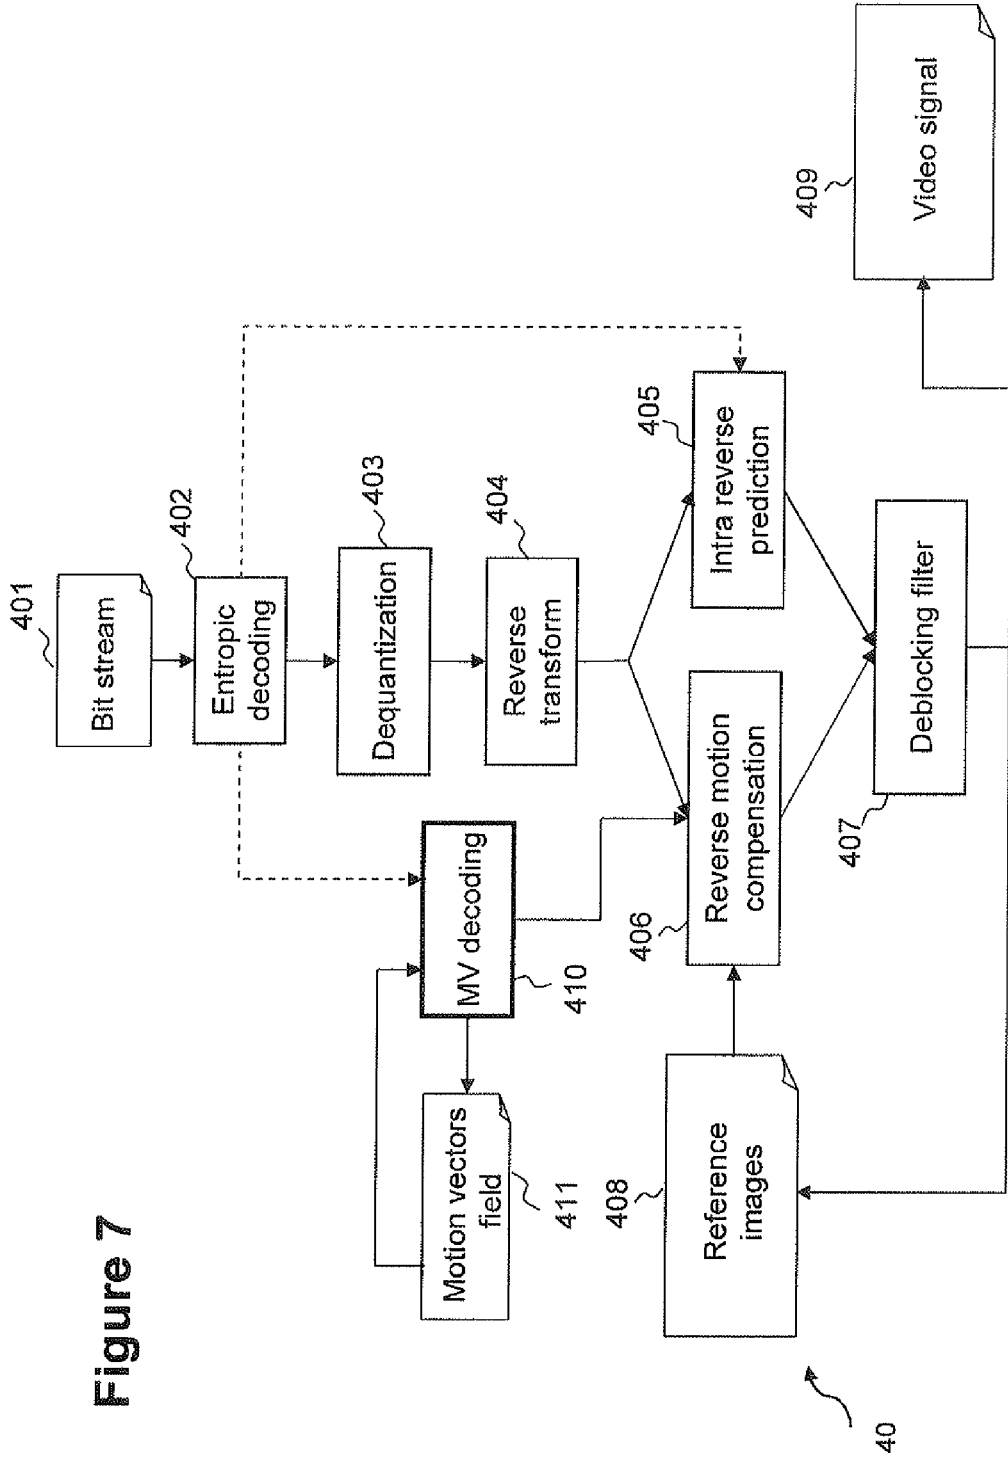 Figure 7
401
Bit stream
402
Entropic
decoding
403
Dequantization
404
Reverse
transform
405
Intra reverse
prediction
MV decoding
410
Motion vectors
field
411
406
Reverse motion
compensation
408
Reference
images
407
Deblocking filter
409
Video signal
40